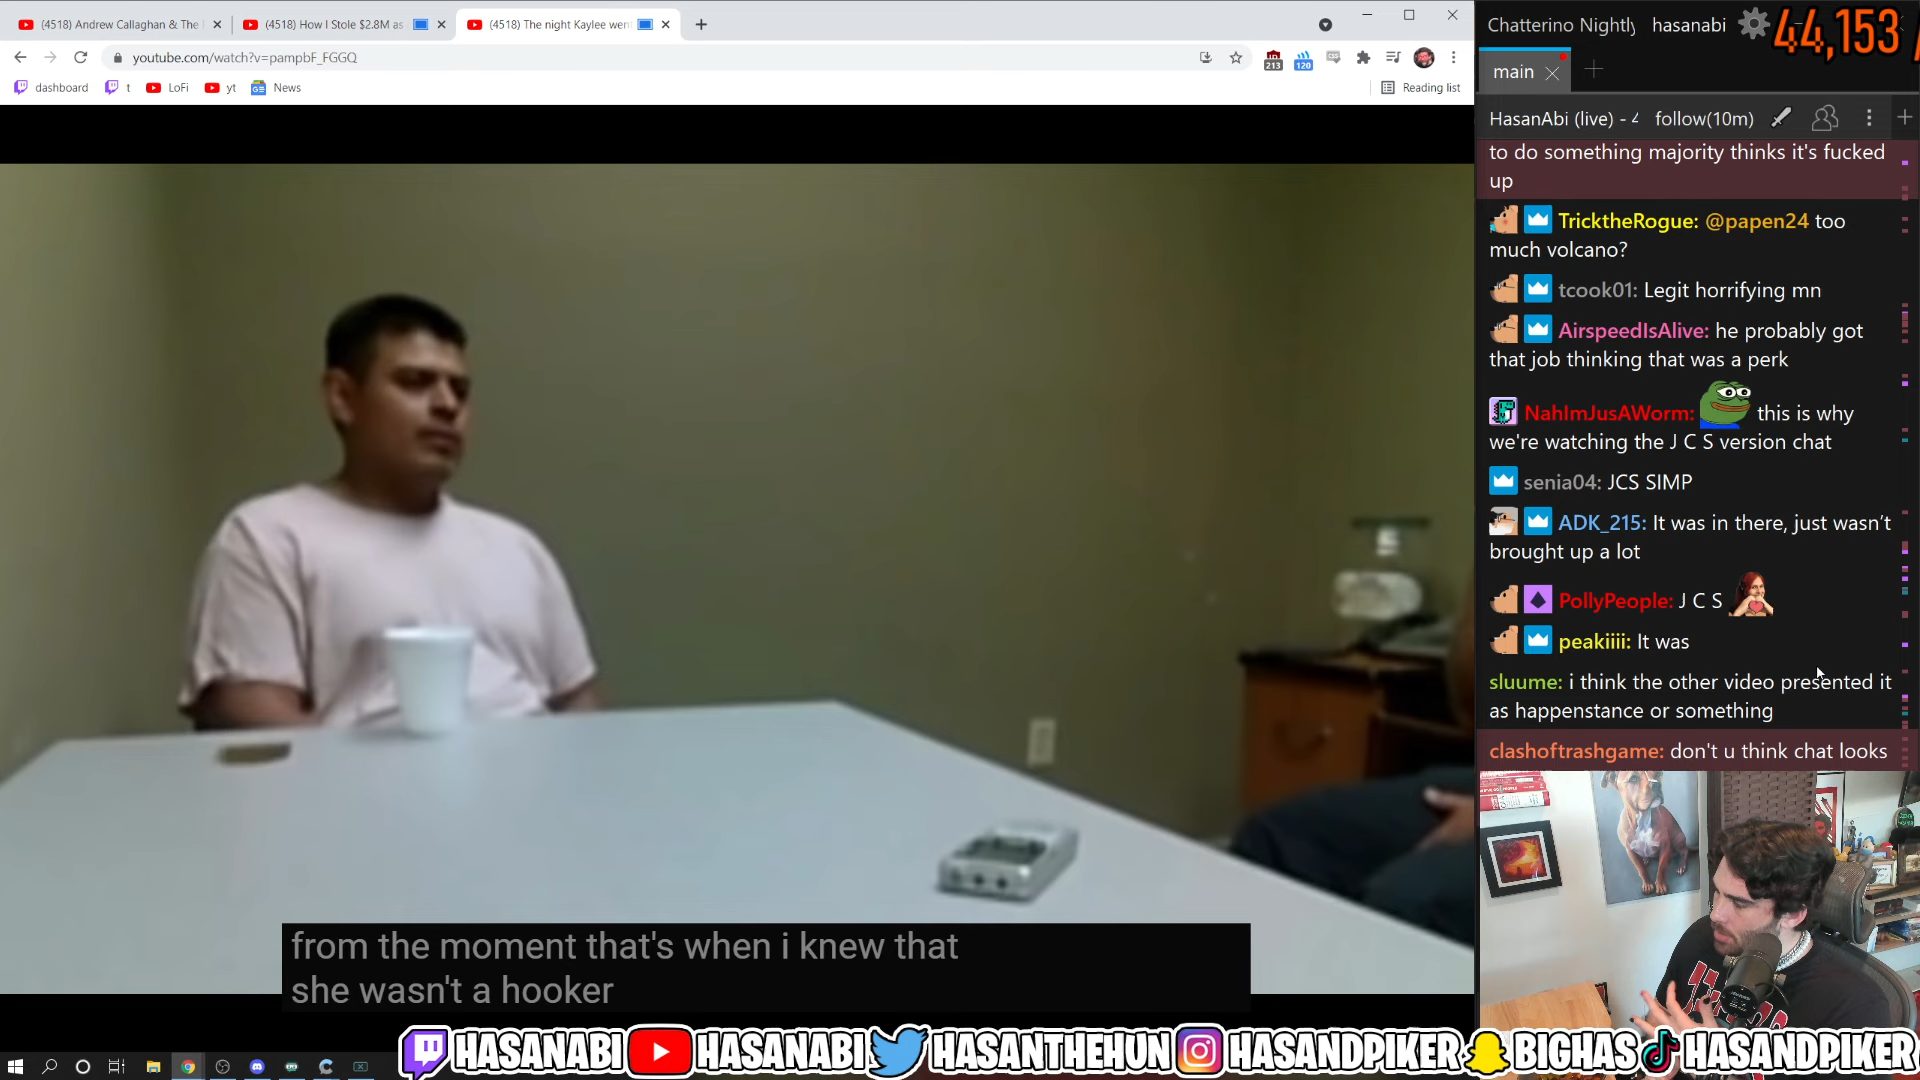 (4518) Andrew Callaghan & The
(4518) How I Stole $2.8M as
(4518) The night Kaylee wen
youtube.com/watch?v=pampbF_FGGQ
213
120
dashboard
t
LoFi
yt
News
Reading list
from the moment that's when i knew that
she wasn't a hooker
Chatterino Nightly
hasanabi
44,153 /
main
HasanAbi (live) - 4
follow(10m)
to do something majority thinks it's fucked
up
TricktheRogue: @papen24 too
much volcano?
tcook01: Legit horrifying mn
AirspeedIsAlive: he probably got
that job thinking that was a perk
NahImJusAWorm: this is why
we're watching the J C S version chat
senia04: JCS SIMP
ADK_215: It was in there, just wasn't
brought up a lot
PollyPeople: J C S
peakiiii: It was
sluume: i think the other video presented it
as happenstance or something
clashoftrashgame: don't u think chat looks
HASANABI
HASANABI
HASANTHEHUN
HASANDPIKER
BIGHAS
HASANDPIKER